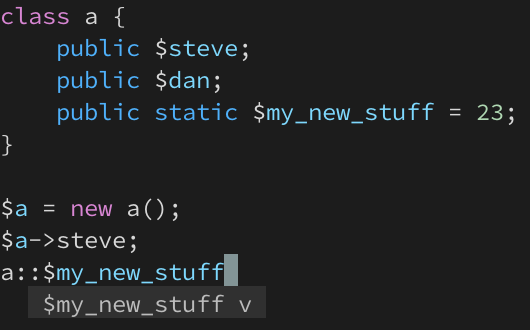 class a {
    public $steve;
    public $dan;
    public static $my_new_stuff = 23;
}

$a = new a();
$a->steve;
a::$my_new_stuff
$my_new_stuff v